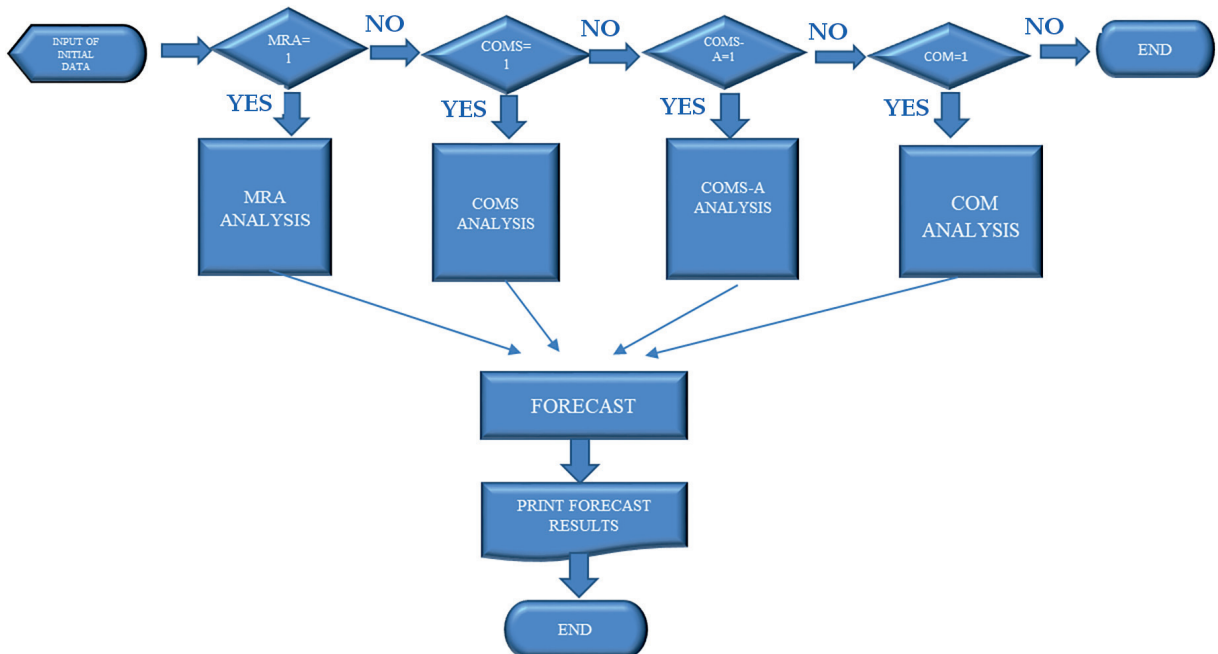 INPUT OF
INITIAL
DATA
MRA=
1
NO
COMS=
1
NO
COMS-
A=1
NO
COM=1
NO
END
YES
YES
YES
YES
MRA
ANALYSIS
COMS
ANALYSIS
COMS-A
ANALYSIS
COM
ANALYSIS
FORECAST
PRINT FORECAST
RESULTS
END